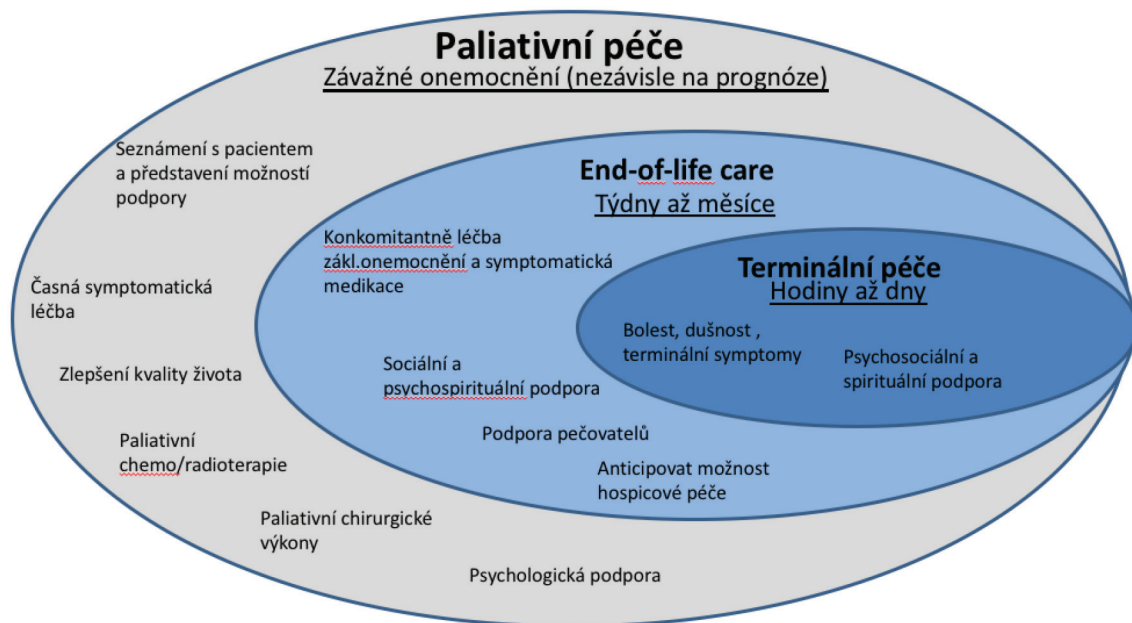 Paliativní péče
Závažné onemocnění (nezávisle na prognóze)
Seznámení s pacientem
a představení možností
podpory
End-of-life care
Týdny až měsíce
Konkomitantně léčba
zákl.onemocnění a symptomatická
medikace
Terminální péče
Hodiny až dny
Časná symptomatická
léčba
Bolest, dušnost ,
terminální symptomy
Psychosociální a
spirituální podpora
Zlepšení kvality života
Sociální a
psychospirituální podpora
Podpora pečovatelů
Paliativní
chemo/radioterapie
Anticipovat možnost
hospicové péče
Paliativní chirurgické
výkony
Psychologická podpora